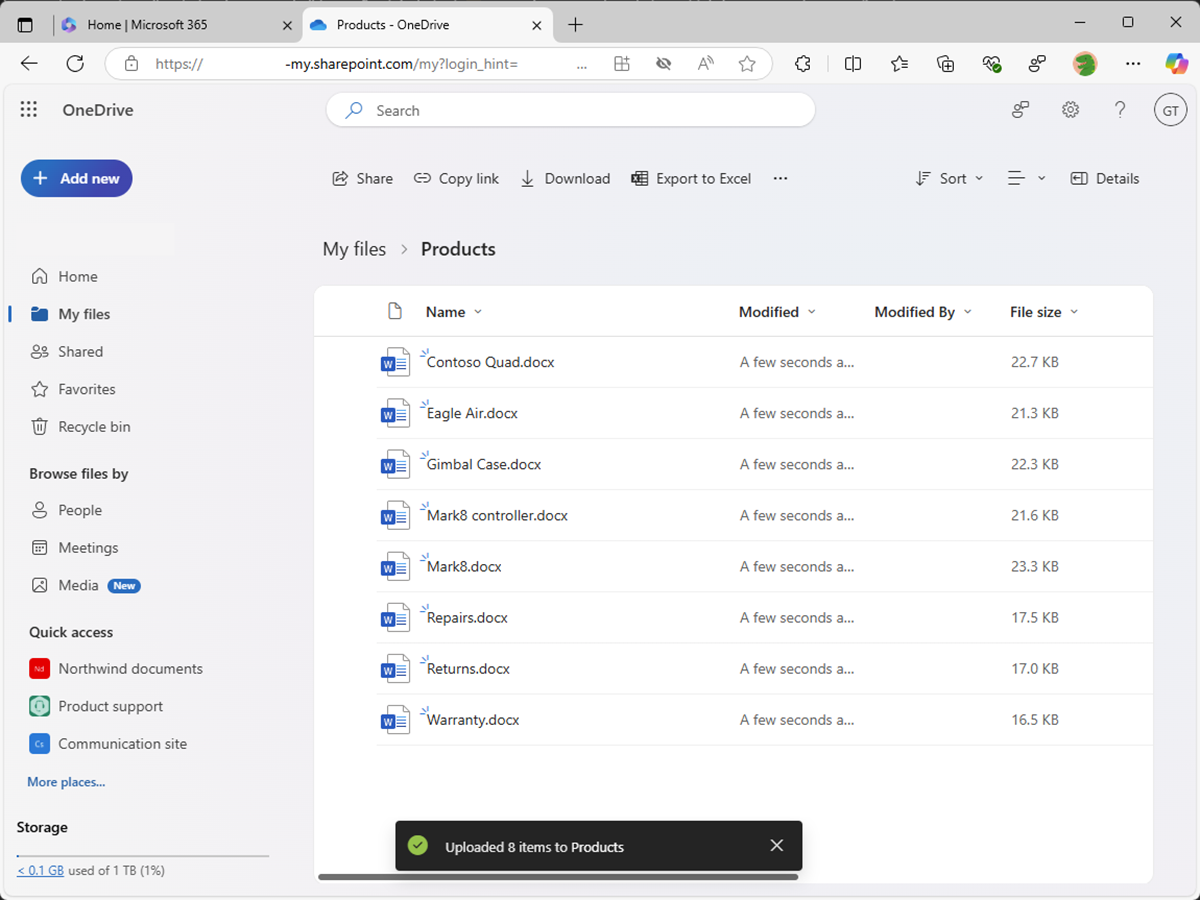 Home | Microsoft 365
Products - OneDrive
https:// -my.sharepoint.com/my?login_hint= ...
OneDrive
Search
GT
Add new
Share Copy link Download Export to Excel ...
Sort
Details
My files > Products
Home
My files
Shared
Favorites
Recycle bin
Browse files by
People
Meetings
Media New
Quick access
Nd Northwind documents
Product support
Cs Communication site
More places...
Storage
< 0.1 GB used of 1 TB (1%)
Name Modified Modified By File size
W Contoso Quad.docx A few seconds a... 22.7 KB
W Eagle Air.docx A few seconds a... 21.3 KB
W Gimbal Case.docx A few seconds a... 22.3 KB
W Mark8 controller.docx A few seconds a... 21.6 KB
W Mark8.docx A few seconds a... 23.3 KB
W Repairs.docx A few seconds a... 17.5 KB
W Returns.docx A few seconds a... 17.0 KB
W Warranty.docx A few seconds a... 16.5 KB
Uploaded 8 items to Products